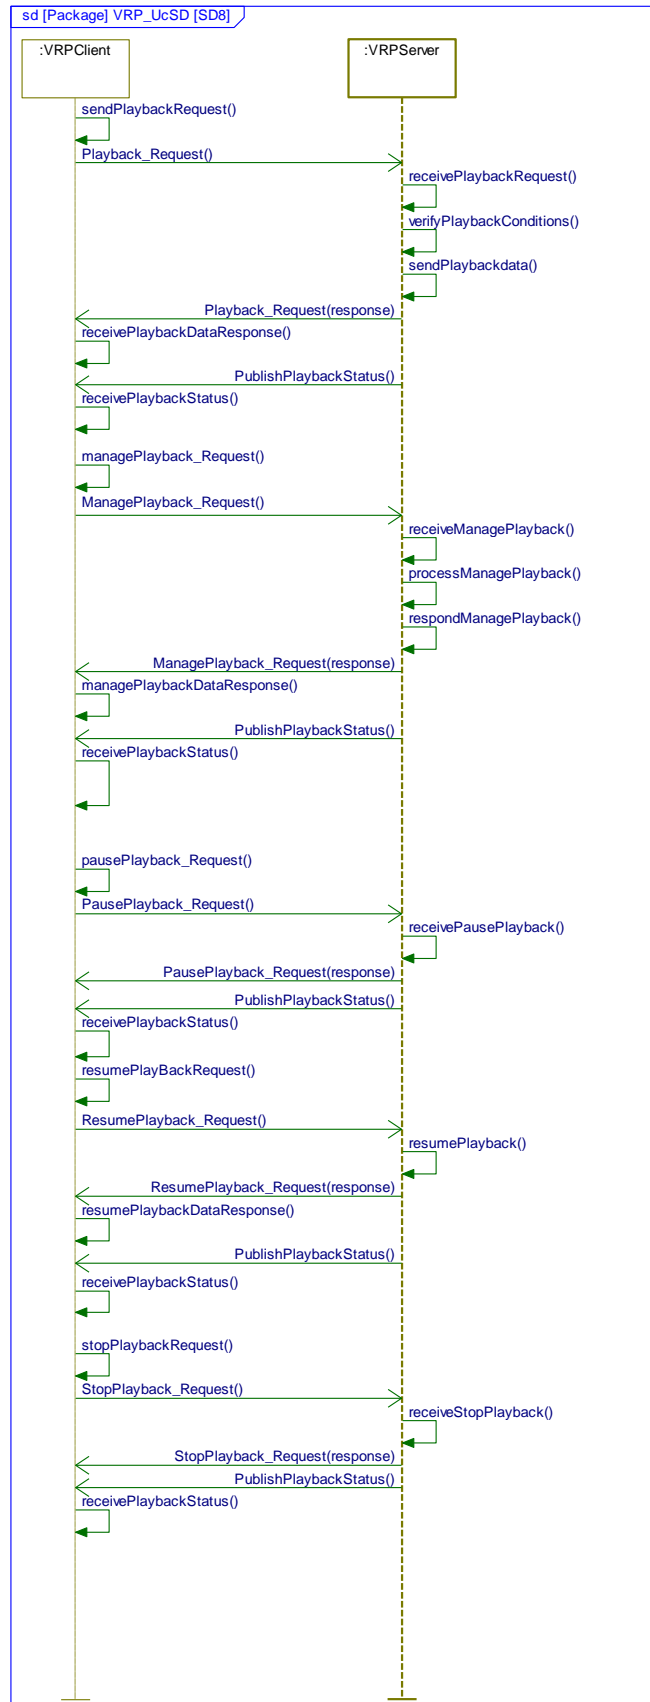 sd [Package] VRP_UcSD [SD8]
:VRPClient
:VRPServer
sendPlaybackRequest()
Playback_Request()
receivePlaybackRequest()
verifyPlaybackConditions()
sendPlaybackdata()
Playback_Request(response)
receivePlaybackDataResponse()
PublishPlaybackStatus()
receivePlaybackStatus()
managePlayback_Request()
ManagePlayback_Request()
receiveManagePlayback()
processManagePlayback()
respondManagePlayback()
ManagePlayback_Request(response)
managePlaybackDataResponse()
PublishPlaybackStatus()
receivePlaybackStatus()
pausePlayback_Request()
PausePlayback_Request()
receivePausePlayback()
PausePlayback_Request(response)
PublishPlaybackStatus()
receivePlaybackStatus()
resumePlayBackRequest()
ResumePlayback_Request()
resumePlayback()
ResumePlayback_Request(response)
resumePlaybackDataResponse()
PublishPlaybackStatus()
receivePlaybackStatus()
stopPlaybackRequest()
StopPlayback_Request()
receiveStopPlayback()
StopPlayback_Request(response)
PublishPlaybackStatus()
receivePlaybackStatus()